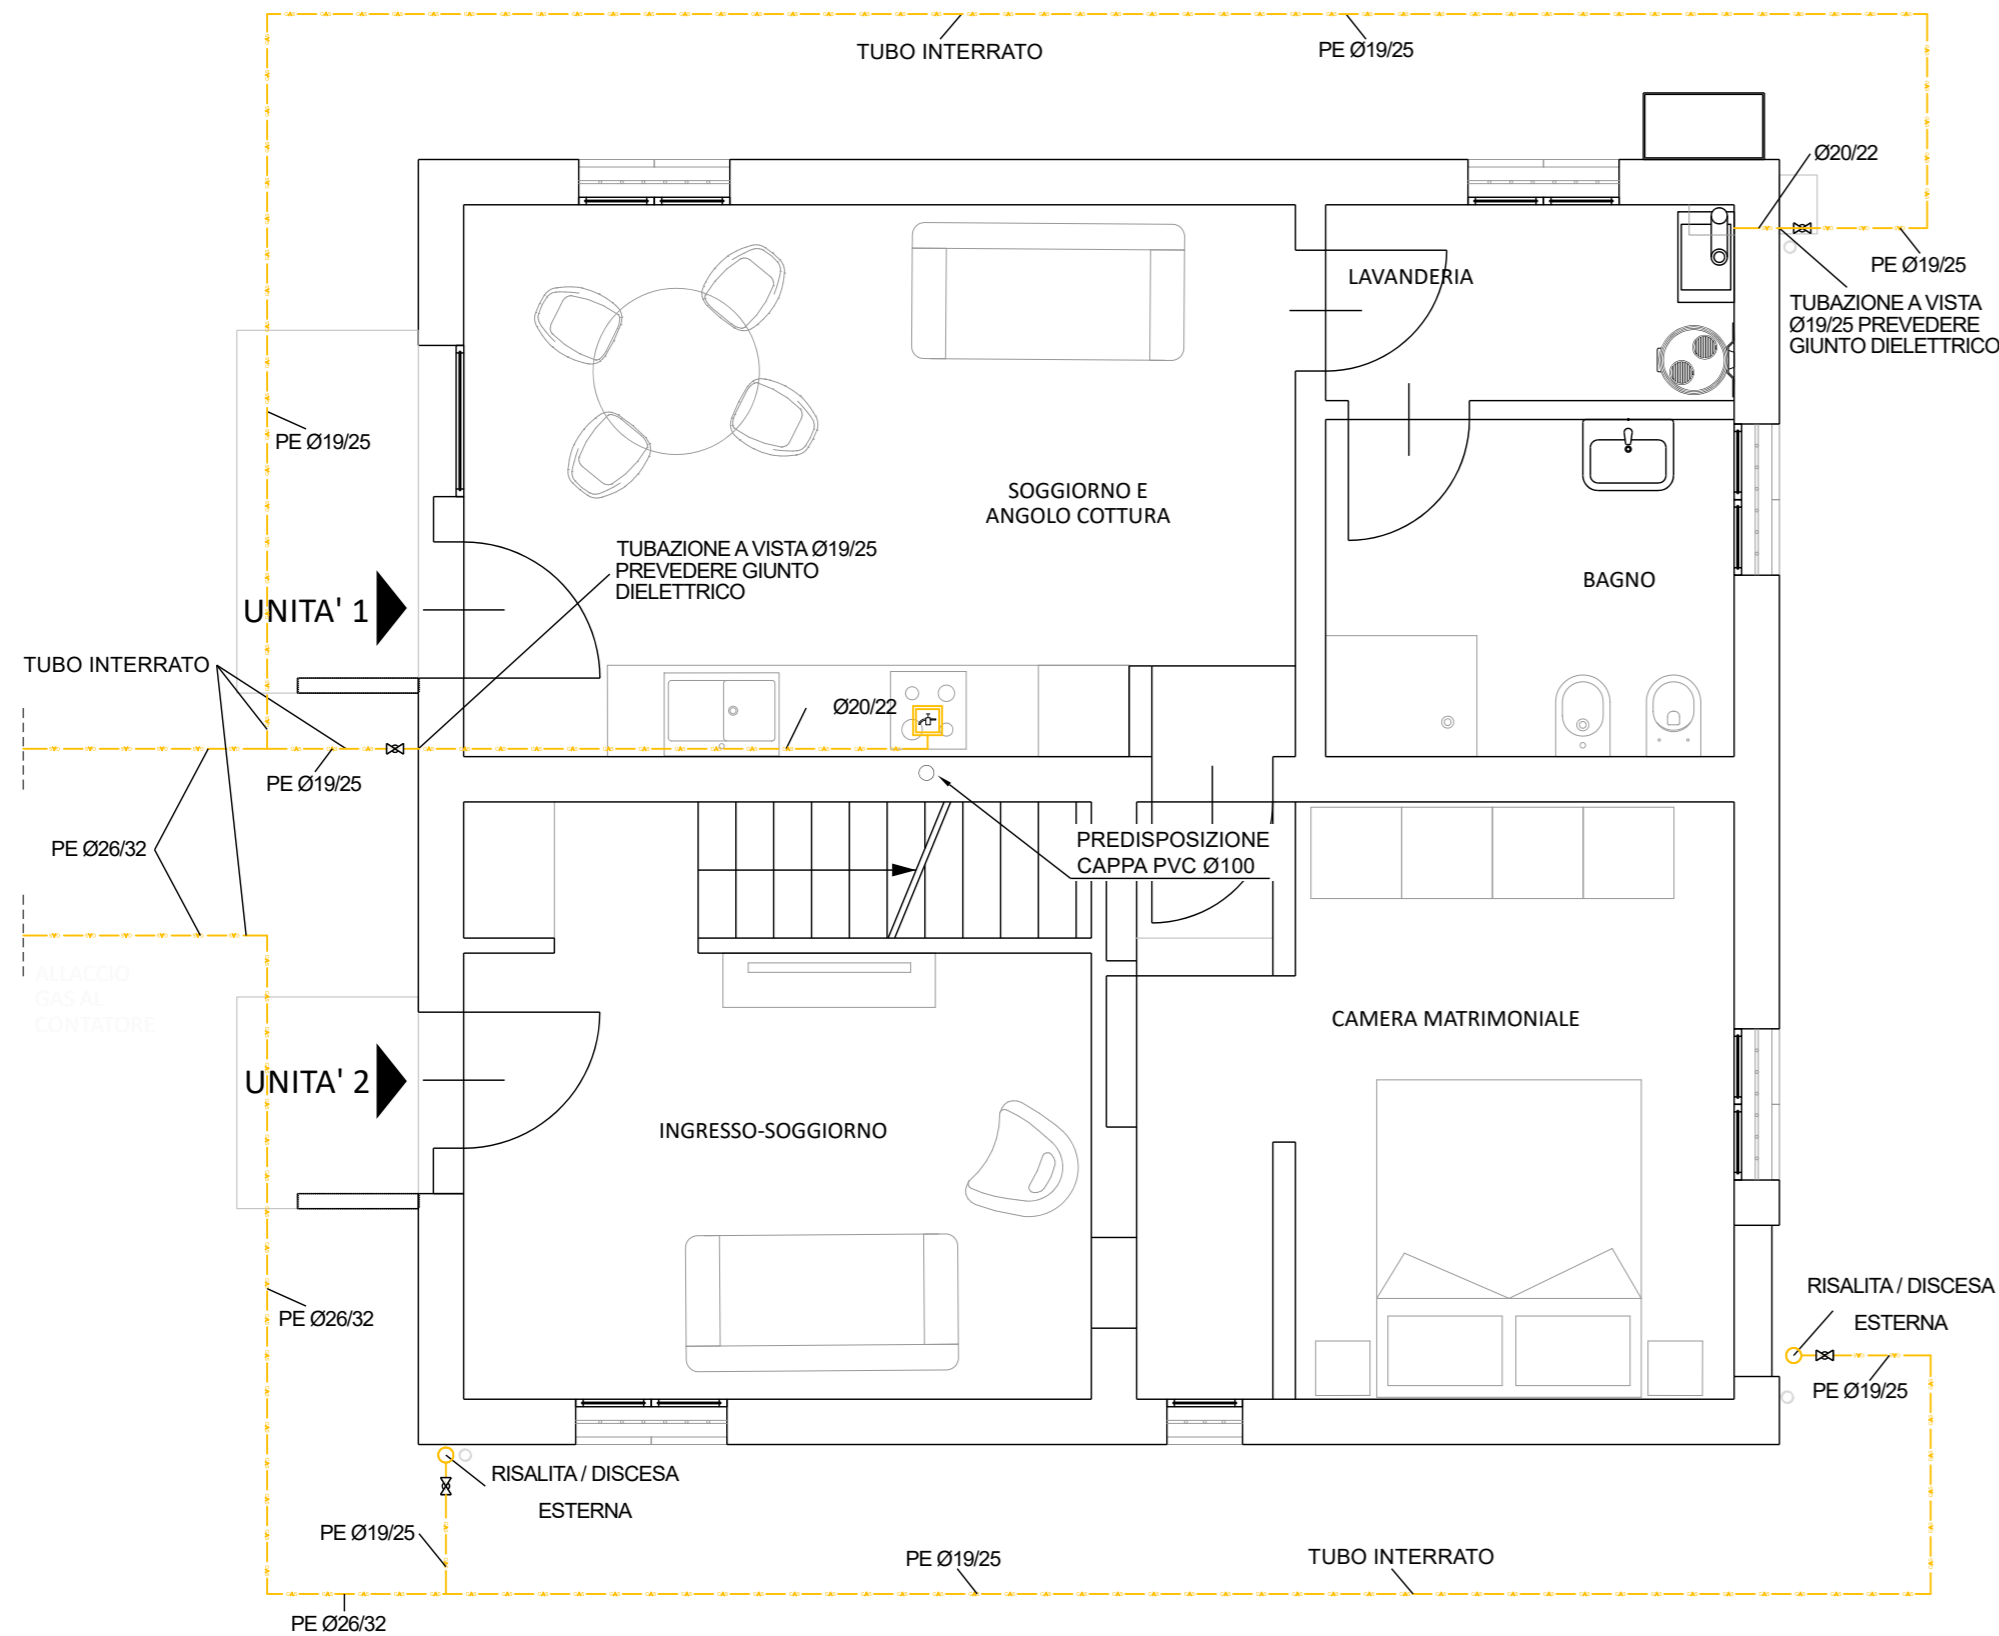 TUBO INTERRATO
PE Ø19/25
Ø20/22
PE Ø19/25
TUBAZIONE A VISTA
Ø19/25 PREVEDERE
GIUNTO DIELETTRICO
LAVANDERIA
PE Ø19/25
SOGGIORNO E
ANGOLO COTTURA
TUBAZIONE A VISTA Ø19/25
PREVEDERE GIUNTO
DIELETTRICO
BAGNO
UNITA' 1
TUBO INTERRATO
Ø20/22
PE Ø19/25
PE Ø26/32
PREDISPOSIZIONE
CAPPA PVC Ø100
ALLACCIO
GAS AL
CONTATORE
CAMERA MATRIMONIALE
UNITA' 2
INGRESSO-SOGGIORNO
PE Ø26/32
RISALITA / DISCESA
ESTERNA
PE Ø19/25
RISALITA / DISCESA
ESTERNA
PE Ø19/25
PE Ø19/25
TUBO INTERRATO
PE Ø26/32